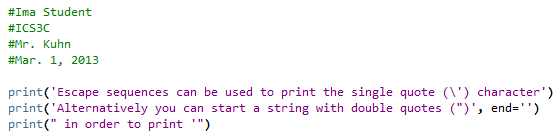 #Ima Student
#ICS3C
#Mr. Kuhn
#Mar. 1, 2013
print('Escape sequences can be used to print the single quote (\') character')
print('Alternatively you can start a string with double quotes (")', end='')
print(" in order to print '")